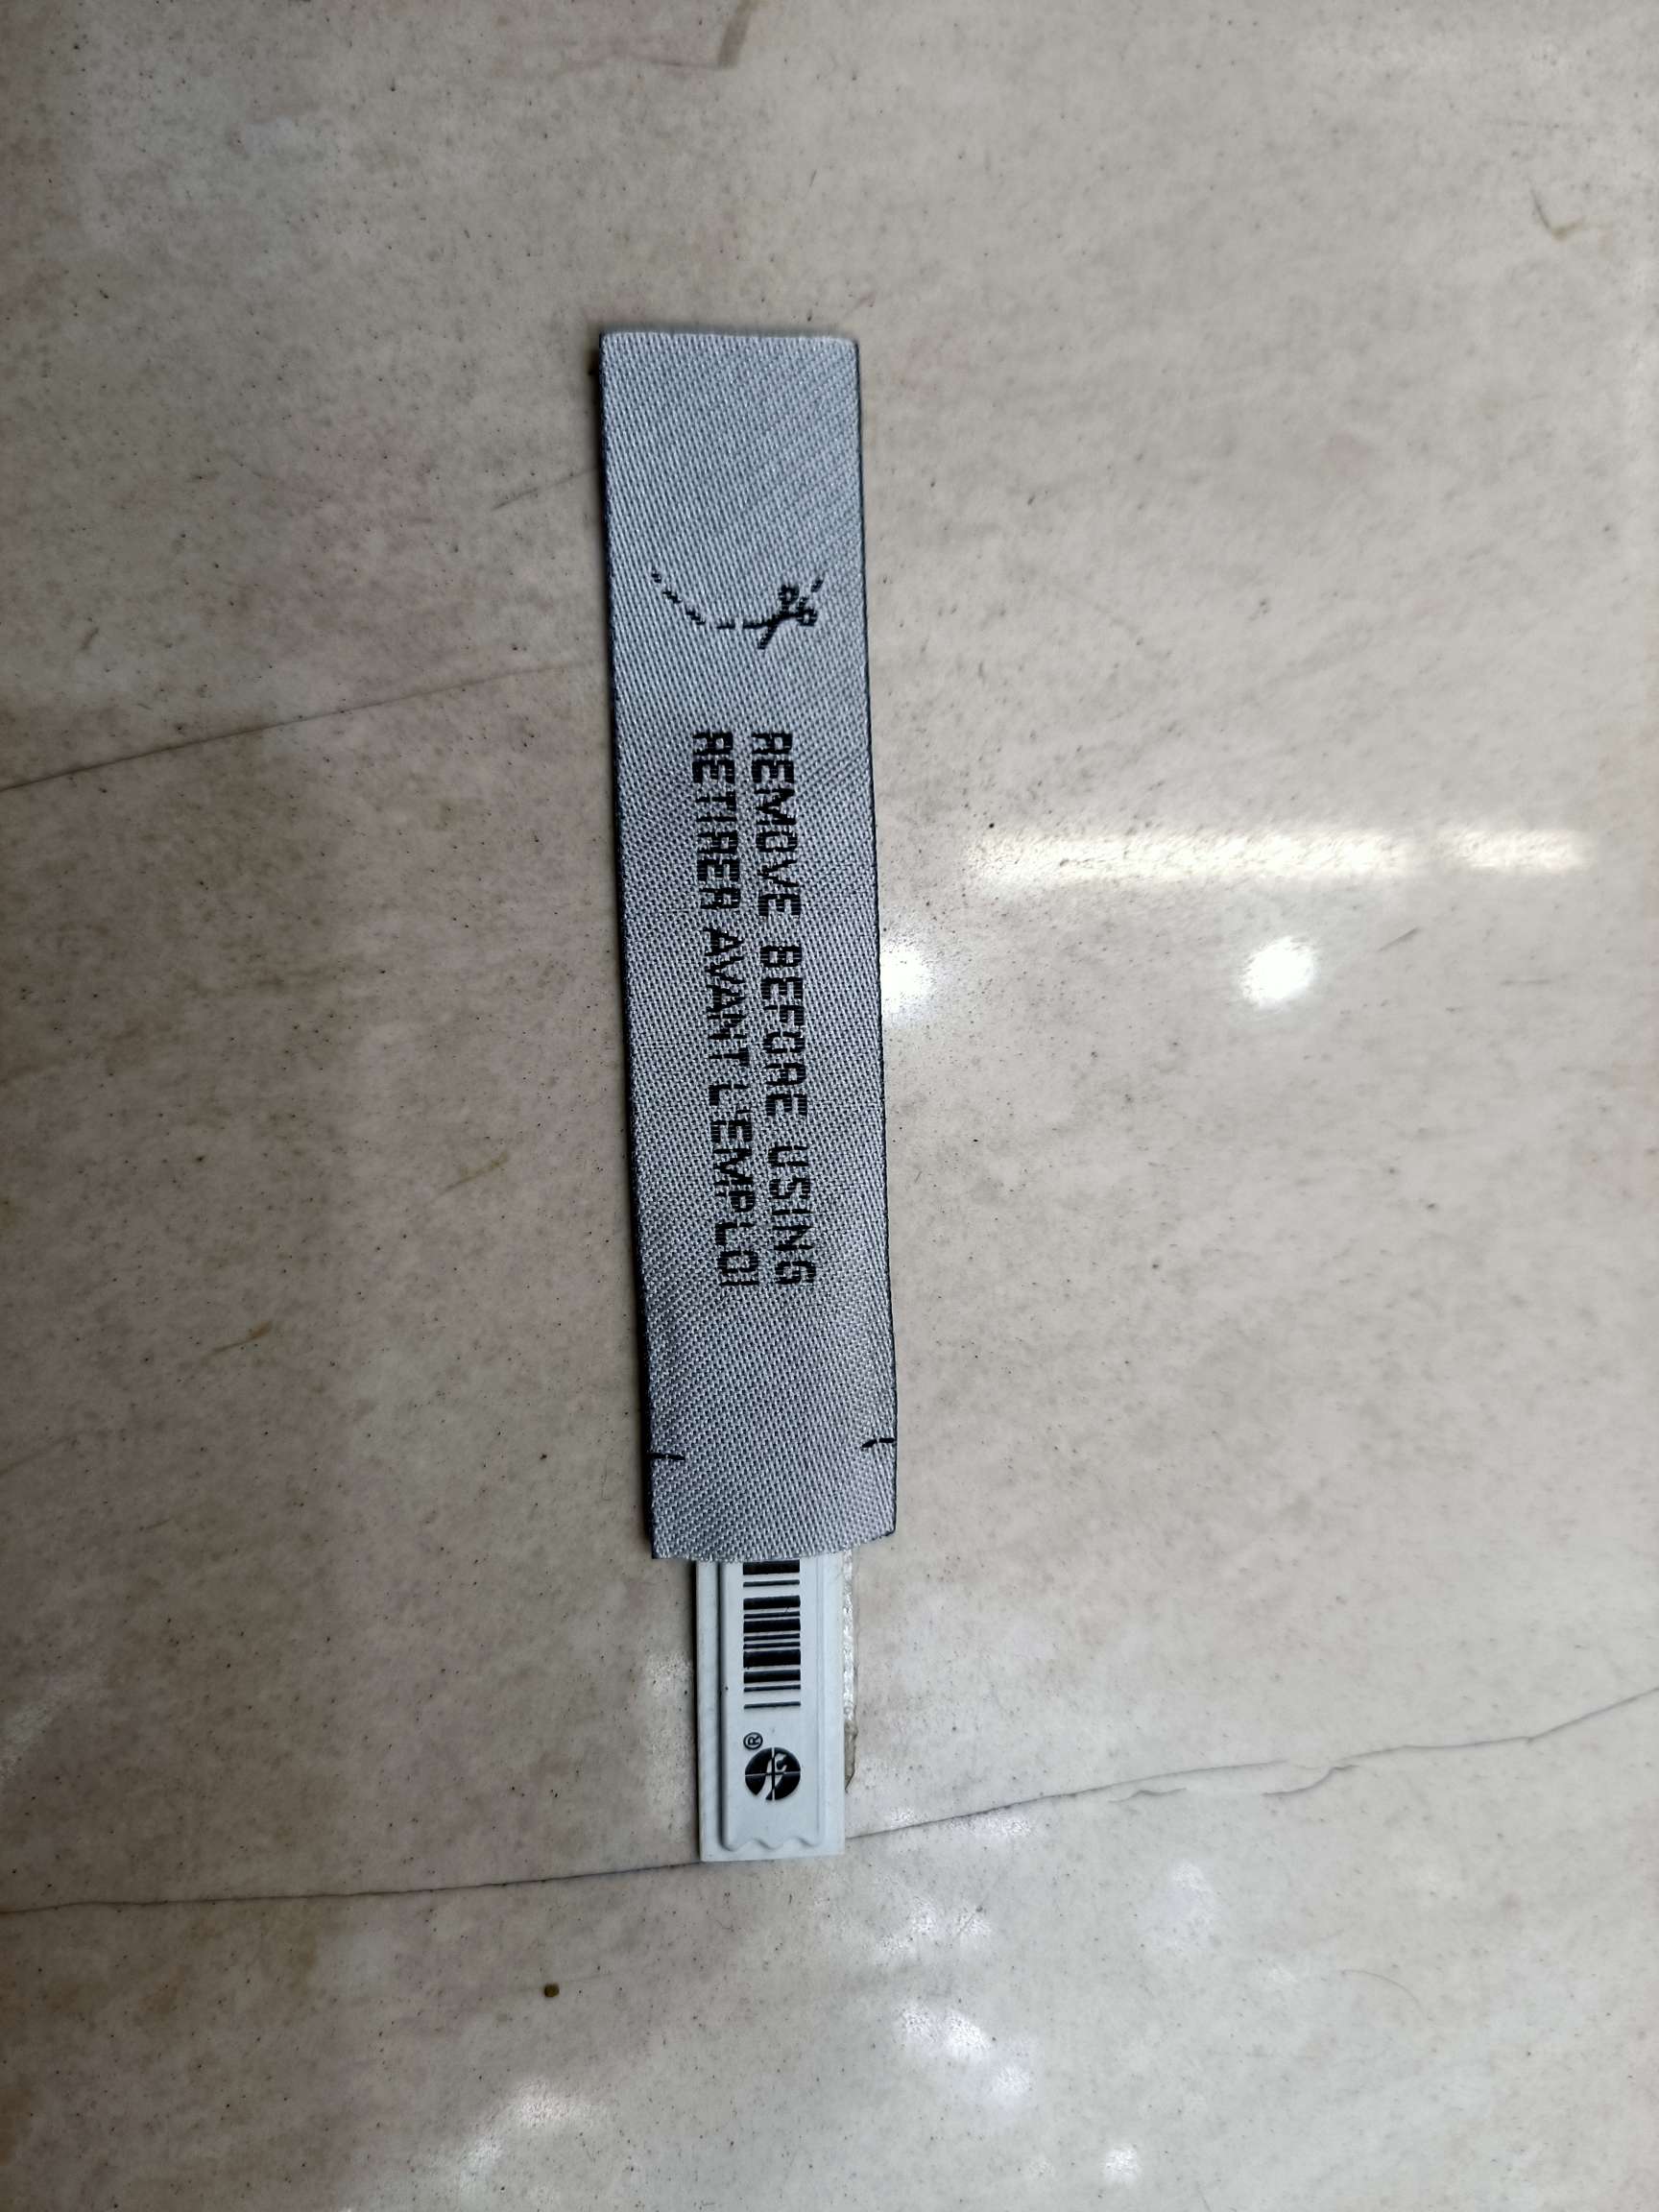 REMOVE BEFORE USING
RETIRER AVANT L'EMPLOI
®